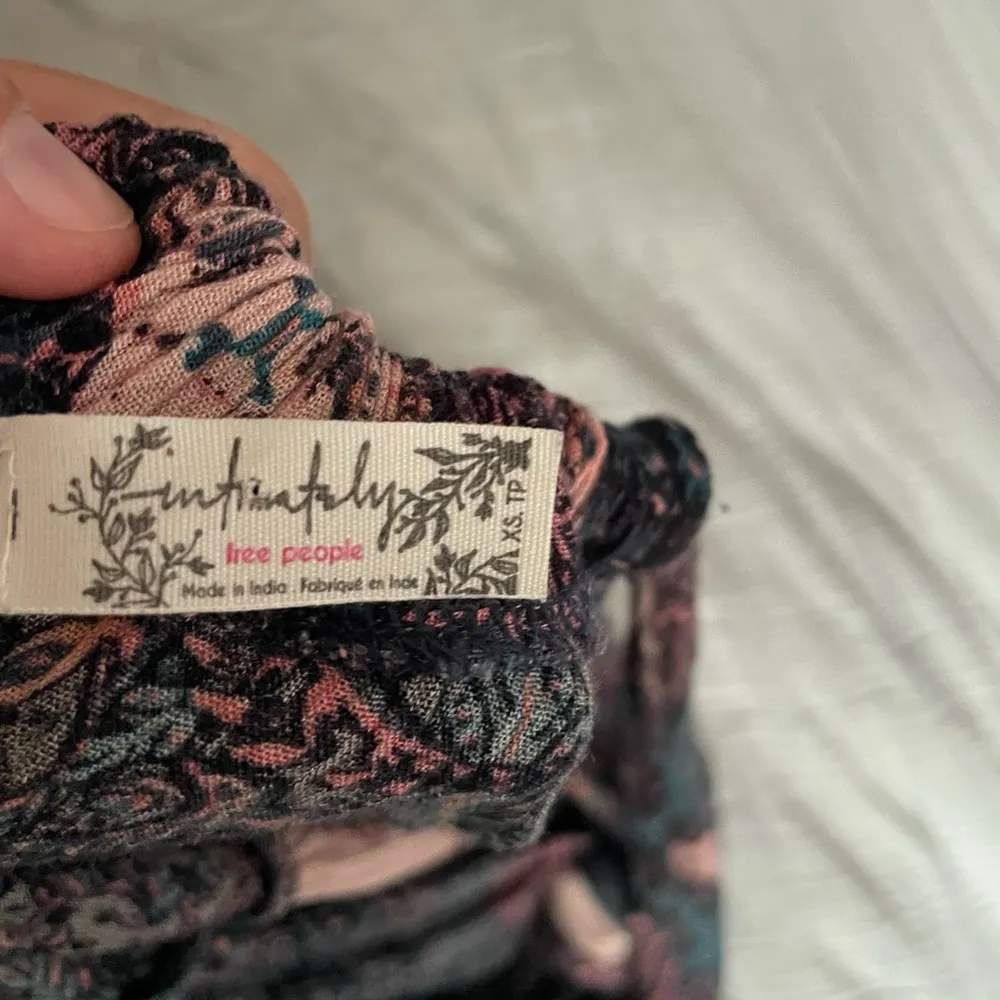 intimately
free people
Made in India . Fabriqué en Inde
XS. TP